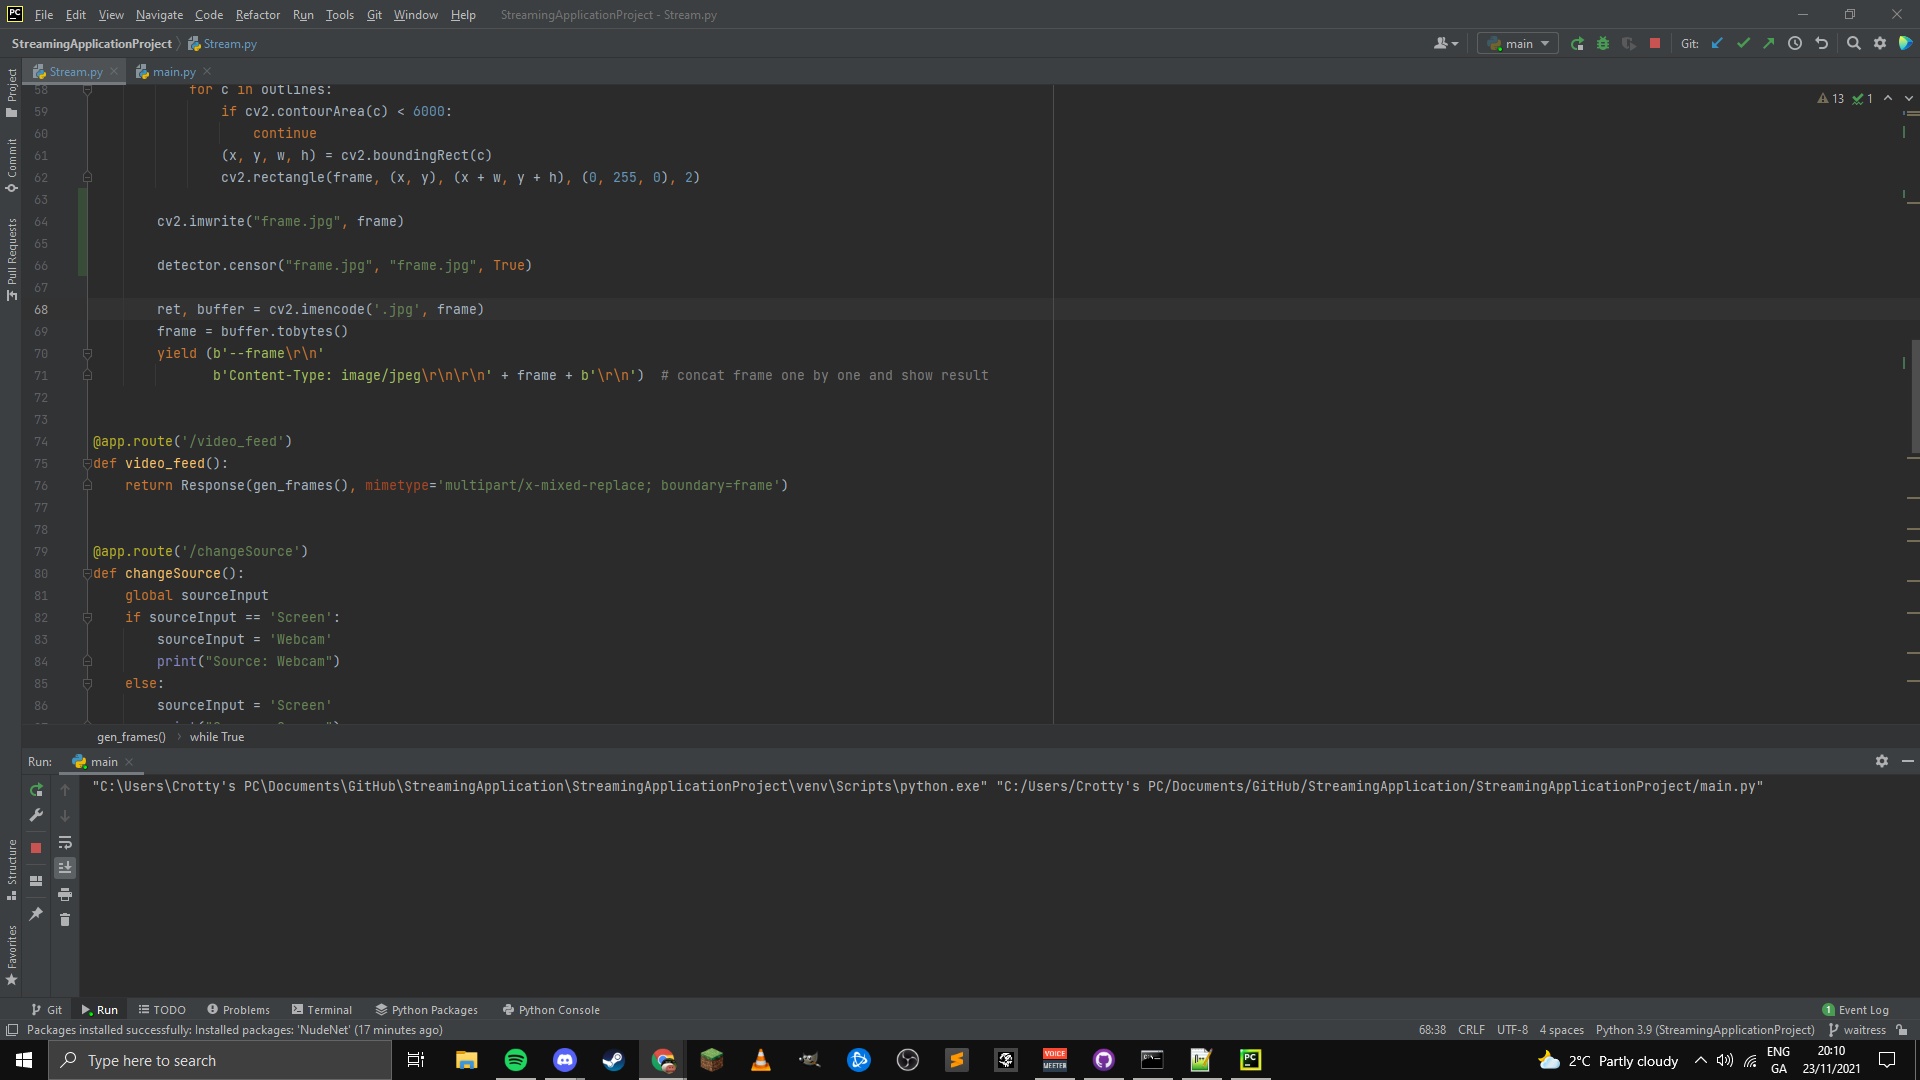 File Edit View Navigate Code Refactor Run Tools Git Window Help StreamingApplicationProject - Stream.py
StreamingApplicationProject Stream.py main Git:
Stream.py main.py
Project
Commit
Pull Requests
Structure
Favorites
13 1
58 for c in outlines:
59 if cv2.contourArea(c) < 6000:
60 continue
61 (x, y, w, h) = cv2.boundingRect(c)
62 cv2.rectangle(frame, (x, y), (x + w, y + h), (0, 255, 0), 2)
63
64 cv2.imwrite("frame.jpg", frame)
65
66 detector.censor("frame.jpg", "frame.jpg", True)
67
68 ret, buffer = cv2.imencode('.jpg', frame)
69 frame = buffer.tobytes()
70 yield (b'--frame\r\n'
71 b'Content-Type: image/jpeg\r\n\r\n' + frame + b'\r\n') # concat frame one by one and show result
72
73
74 @app.route('/video_feed')
75 def video_feed():
76 return Response(gen_frames(), mimetype='multipart/x-mixed-replace; boundary=frame')
77
78
79 @app.route('/changeSource')
80 def changeSource():
81 global sourceInput
82 if sourceInput == 'Screen':
83 sourceInput = 'Webcam'
84 print("Source: Webcam")
85 else:
86 sourceInput = 'Screen'
gen_frames() while True
Run: main
"C:\Users\Crotty's PC\Documents\GitHub\StreamingApplication\StreamingApplicationProject\venv\Scripts\python.exe" "C:/Users/Crotty's PC/Documents/GitHub/StreamingApplication/StreamingApplicationProject/main.py"
Git Run TODO Problems Terminal Python Packages Python Console 1 Event Log
Packages installed successfully: Installed packages: 'NudeNet' (17 minutes ago) 68:38 CRLF UTF-8 4 spaces Python 3.9 (StreamingApplicationProject) waitress
Type here to search VOICE MEETER PC 2°C Partly cloudy ENG GA 20:10 23/11/2021